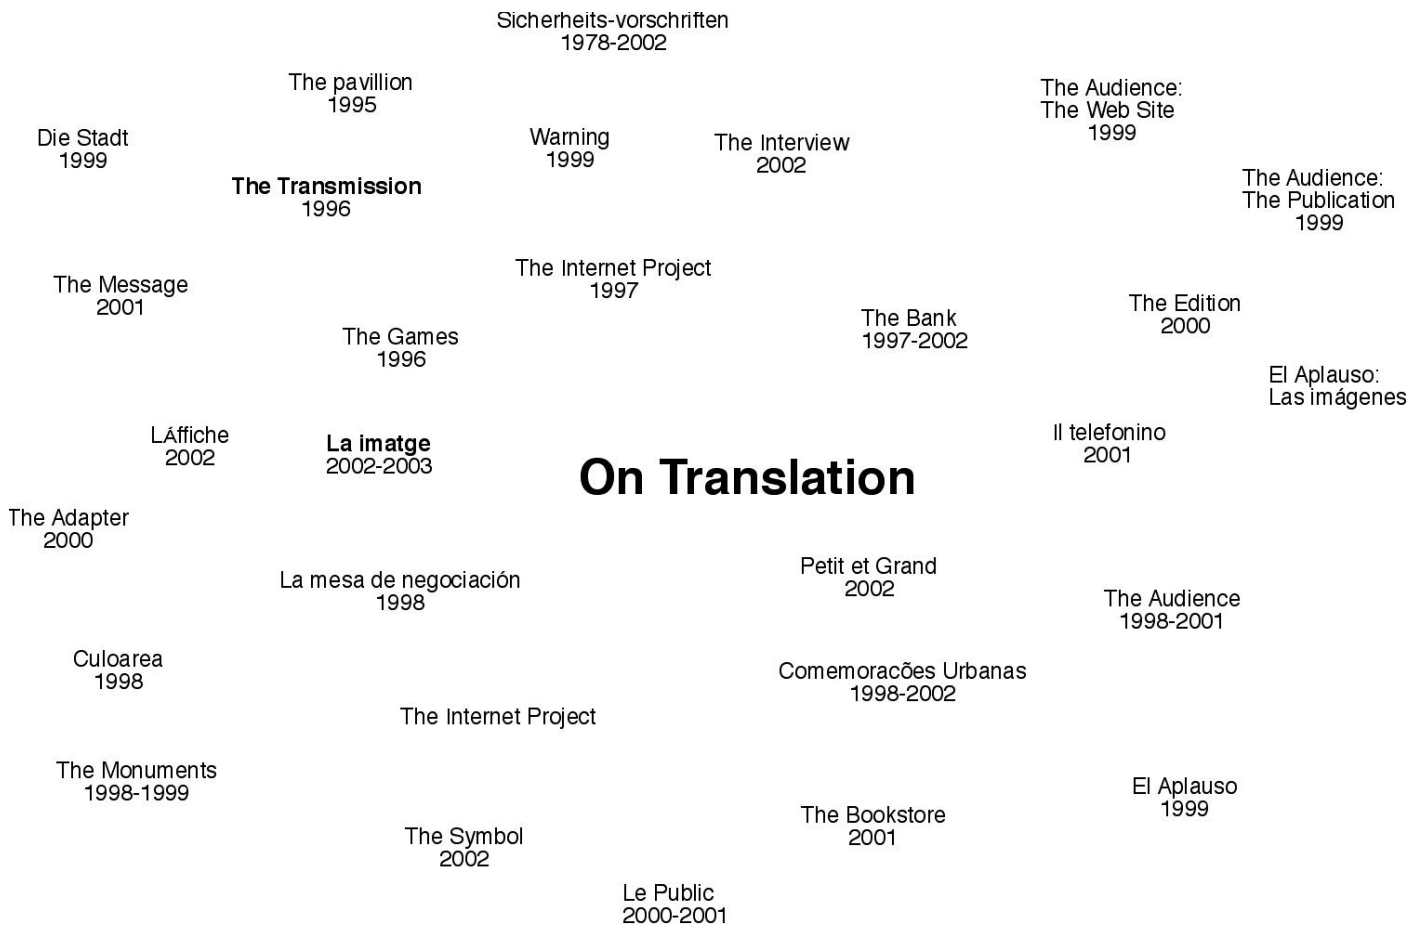 Sicherheits-vorschriften
1978-2002
The pavillion
1995
The Audience:
The Web Site
1999
Die Stadt
1999
Warning
1999
The Interview
2002
The Transmission
1996
The Audience:
The Publication
1999
The Message
2001
The Internet Project
1997
The Games
1996
The Bank
1997-2002
The Edition
2000
El Aplauso:
Las imágenes
LÁffiche
2002
La imatge
2002-2003
Il telefonino
2001
On Translation
The Adapter
2000
La mesa de negociación
1998
Petit et Grand
2002
The Audience
1998-2001
Culoarea
1998
Comemoracões Urbanas
1998-2002
The Internet Project
The Monuments
1998-1999
El Aplauso
1999
The Symbol
2002
The Bookstore
2001
Le Public
2000-2001